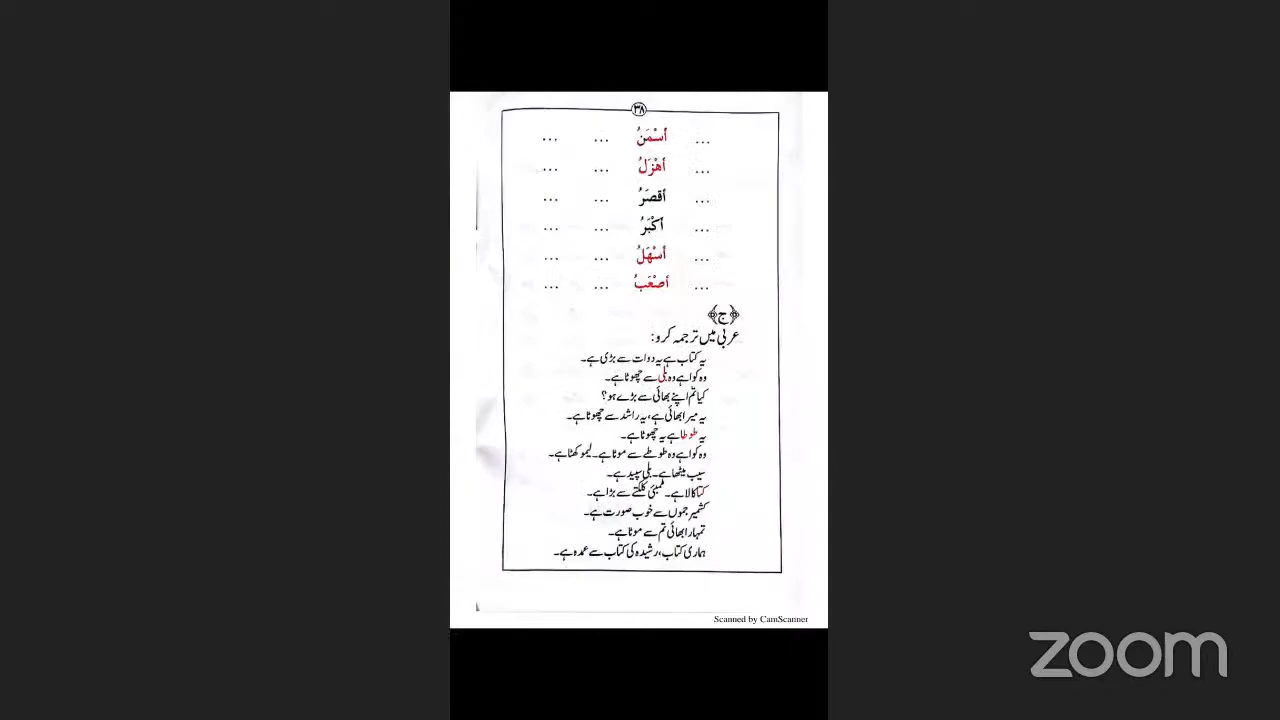 ٣٨
... أَسْمَنُ ... ...
... أَهْزَلُ ... ...
... أَقصَرُ ... ...
... أَكْبَرُ ... ...
... أَسْهَلُ ... ...
... أصْعَبُ ... ...
﴿ج﴾
عربی میں ترجمہ کرو:
یہ کتاب ہے یہ دوات سے بڑی ہے۔
وہ کوا ہے وہ بلی سے چھوٹا ہے۔
کیا تم اپنے بھائی سے بڑے ہو؟
یہ میرا بھائی ہے، یہ راشد سے چھوٹا ہے۔
یہ طوطا ہے یہ چھوٹا ہے۔
وہ کوا ہے وہ طوطے سے موٹا ہے۔ لیمو کھٹا ہے۔
سیب میٹھا ہے۔ بلی سپید ہے۔
کتا کالا ہے۔ ممبئی کلکتے سے بڑا ہے۔
کشمیر جموں سے خوب صورت ہے۔
تمہارا بھائی تم سے موٹا ہے۔
ہماری کتاب، رشیدہ کی کتاب سے عمدہ ہے۔
Scanned by CamScanner
zoom